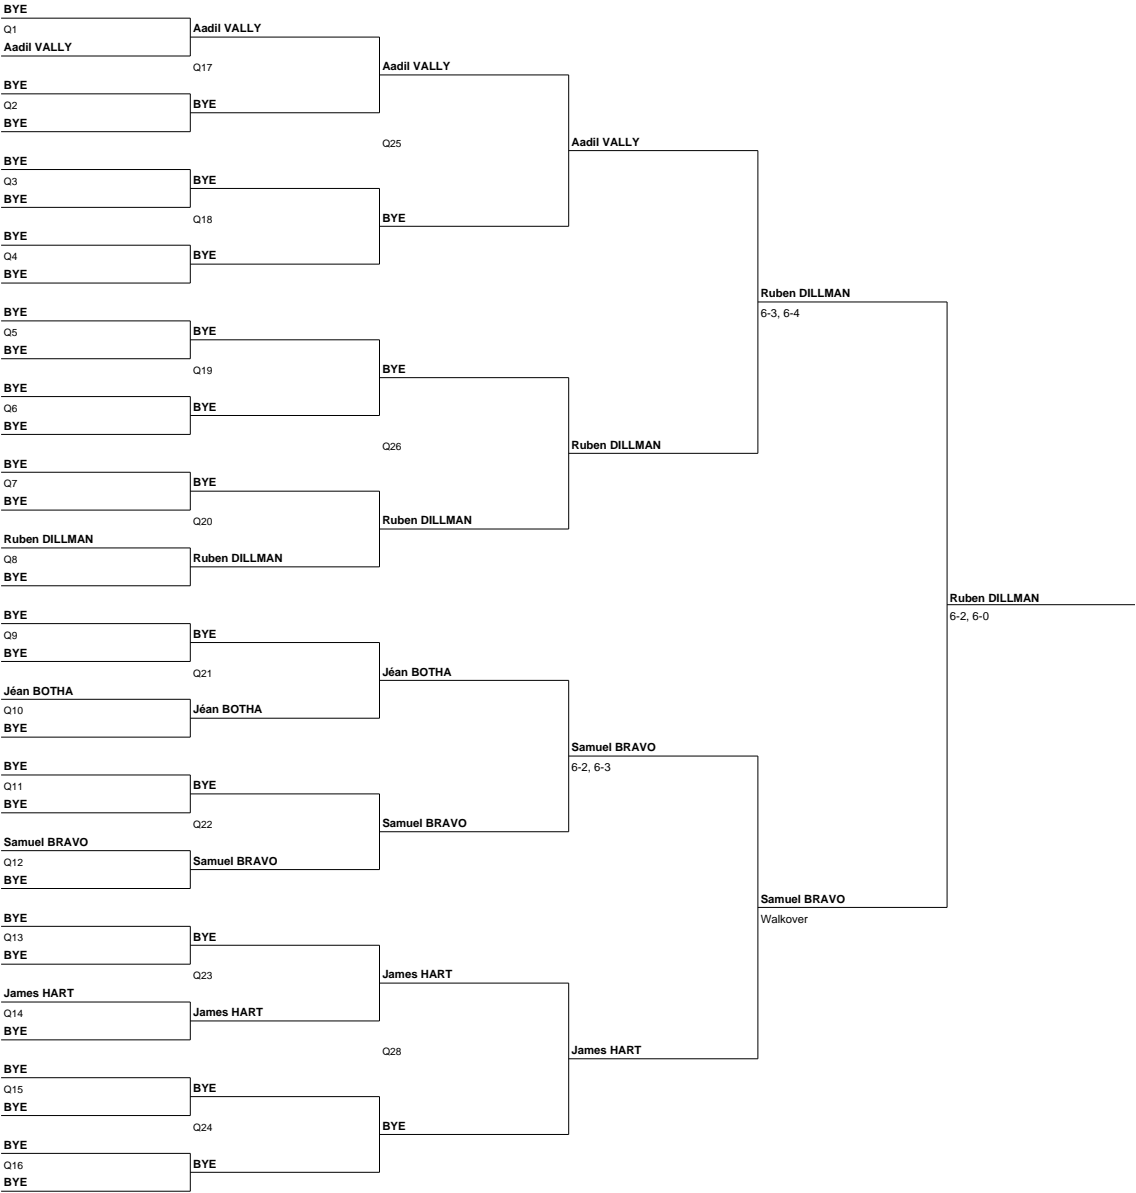 BYE
Q1
Aadil VALLY
Aadil VALLY
Q17
Aadil VALLY
BYE
Q2
BYE
BYE
Q25
Aadil VALLY
BYE
Q3
BYE
BYE
Q18
BYE
BYE
Q4
BYE
BYE
Ruben DILLMAN
6-3, 6-4
BYE
Q5
BYE
BYE
Q19
BYE
BYE
Q6
BYE
BYE
Q26
Ruben DILLMAN
BYE
Q7
BYE
BYE
Q20
Ruben DILLMAN
Ruben DILLMAN
Q8
BYE
Ruben DILLMAN
Ruben DILLMAN
6-2, 6-0
BYE
Q9
BYE
BYE
Q21
Jéan BOTHA
Jéan BOTHA
Q10
BYE
Jéan BOTHA
Samuel BRAVO
6-2, 6-3
BYE
Q11
BYE
BYE
Q22
Samuel BRAVO
Samuel BRAVO
Q12
BYE
Samuel BRAVO
Samuel BRAVO
Walkover
BYE
Q13
BYE
BYE
Q23
James HART
James HART
Q14
BYE
James HART
Q28
James HART
BYE
Q15
BYE
BYE
Q24
BYE
BYE
Q16
BYE
BYE